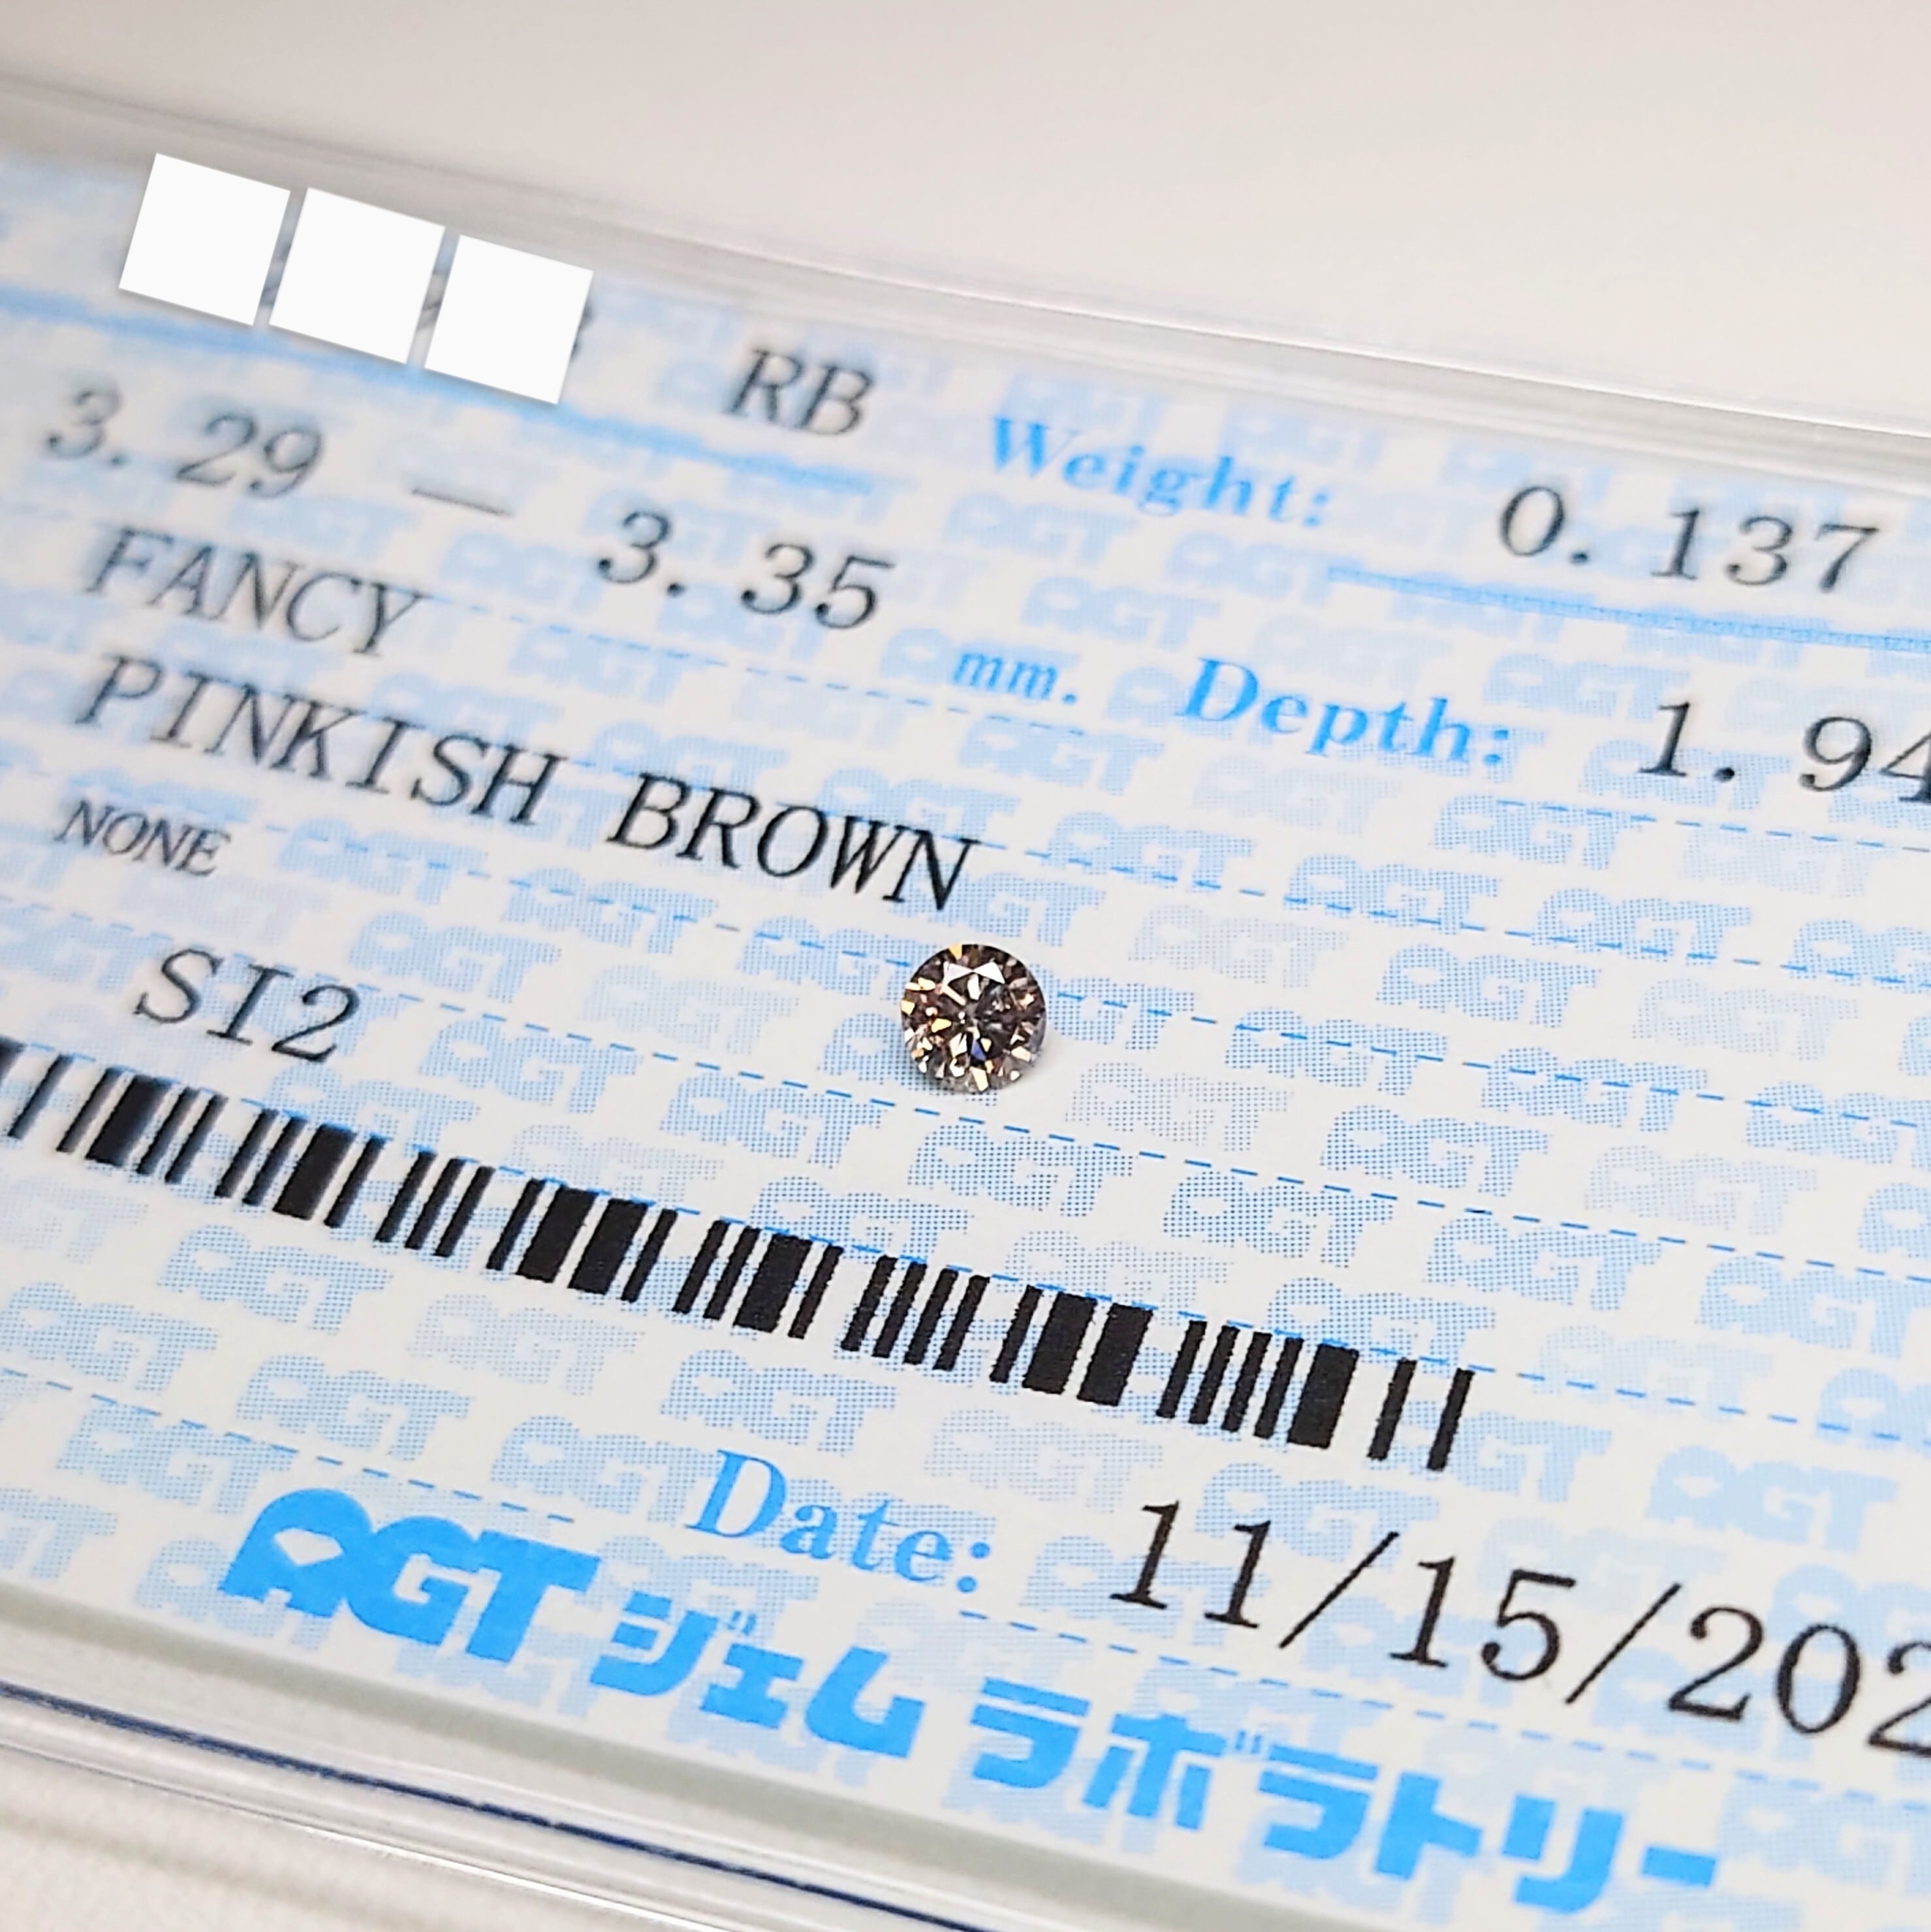 RB Weight: 0.137
3.29 — 3.35 mm. Depth: 1.94
FANCY
PINKISH BROWN
NONE
SI2
Date: 11/15/202
AGT ジェム ラボラトリー